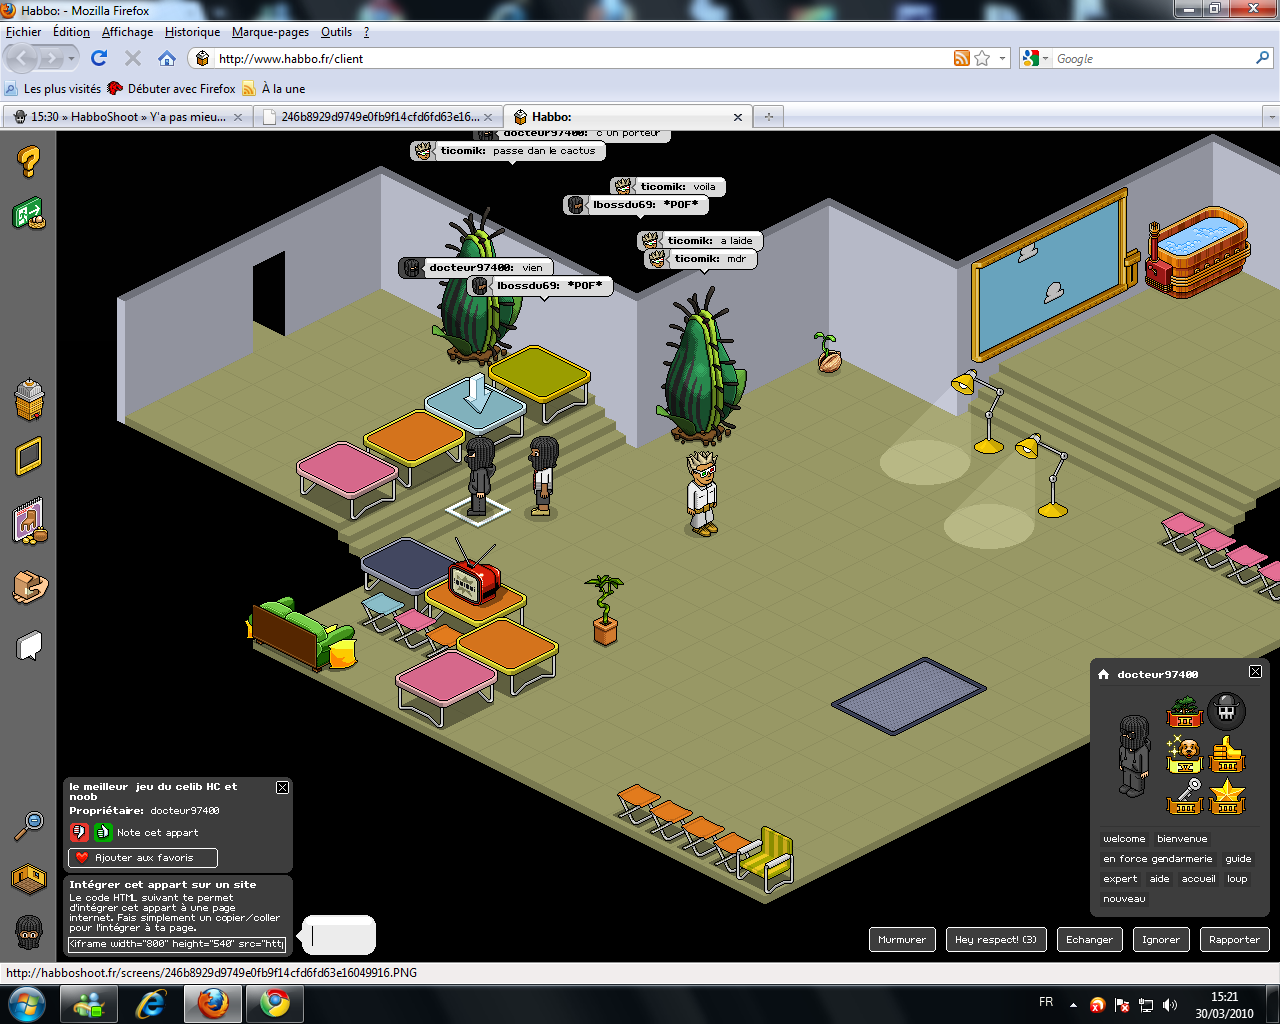 Habbo: - Mozilla Firefox
Fichier Édition Affichage Historique Marque-pages Outils ?
http://www.habbo.fr/client
Google
Les plus visités Débuter avec Firefox À la une
15:30 » HabboShoot » Y'a pas mieu...
246b8929d9749e0fb9f14cfd6fd63e16...
Habbo:
docteur97400: c un porteur
ticomik: passe dan le cactus
ticomik: voila
lbossdu69: *POF*
ticomik: a laide
ticomik: mdr
docteur97400: vien
lbossdu69: *POF*
docteur97400
welcome bienvenue
en force gendarmerie guide
expert aide accueil loup
nouveau
le meilleur jeu du celib HC et
noob
Propriétaire: docteur97400
Note cet appart
Ajouter aux favoris
Intégrer cet appart sur un site
Le code HTML suivant te permet
d'intégrer cet appart à une page
internet. Fais simplement un copier/coller
pour l'intégrer à ta page.
<iframe width="800" height="540" src="http
Murmurer Hey respect! (3) Echanger Ignorer Rapporter
http://habboshoot.fr/screens/246b8929d9749e0fb9f14cfd6fd63e16049916.PNG
FR
15:21
30/03/2010